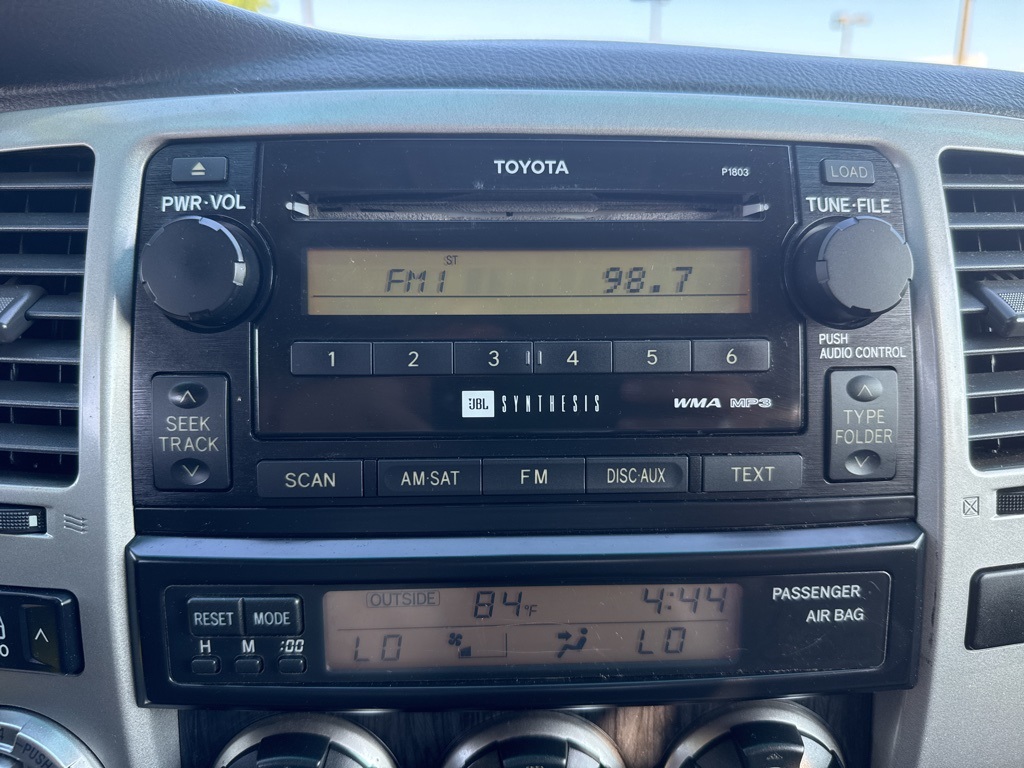 TOYOTA
P1803
LOAD
PWR·VOL
TUNE·FILE
ST
FM1 98.7
1 2 3 4 5 6
PUSH
AUDIO CONTROL
JBL SYNTHESIS WMA MP3
SEEK
TRACK
TYPE
FOLDER
SCAN AM·SAT FM DISC·AUX TEXT
OUTSIDE 84°F 4:44
LO LO
RESET MODE
H M :00
PASSENGER
AIR BAG
PUSH